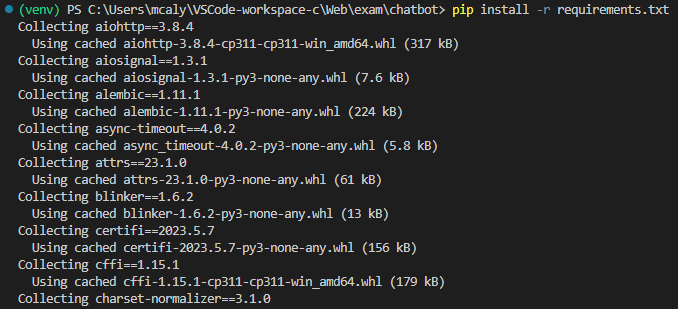 (venv) PS C:\Users\mcaly\VSCode-workspace-c\Web\exam\chatbot> pip install -r requirements.txt
Collecting aiohttp==3.8.4
Using cached aiohttp-3.8.4-cp311-cp311-win_amd64.whl (317 kB)
Collecting aiosignal==1.3.1
Using cached aiosignal-1.3.1-py3-none-any.whl (7.6 kB)
Collecting alembic==1.11.1
Using cached alembic-1.11.1-py3-none-any.whl (224 kB)
Collecting async-timeout==4.0.2
Using cached async_timeout-4.0.2-py3-none-any.whl (5.8 kB)
Collecting attrs==23.1.0
Using cached attrs-23.1.0-py3-none-any.whl (61 kB)
Collecting blinker==1.6.2
Using cached blinker-1.6.2-py3-none-any.whl (13 kB)
Collecting certifi==2023.5.7
Using cached certifi-2023.5.7-py3-none-any.whl (156 kB)
Collecting cffi==1.15.1
Using cached cffi-1.15.1-cp311-cp311-win_amd64.whl (179 kB)
Collecting charset-normalizer==3.1.0